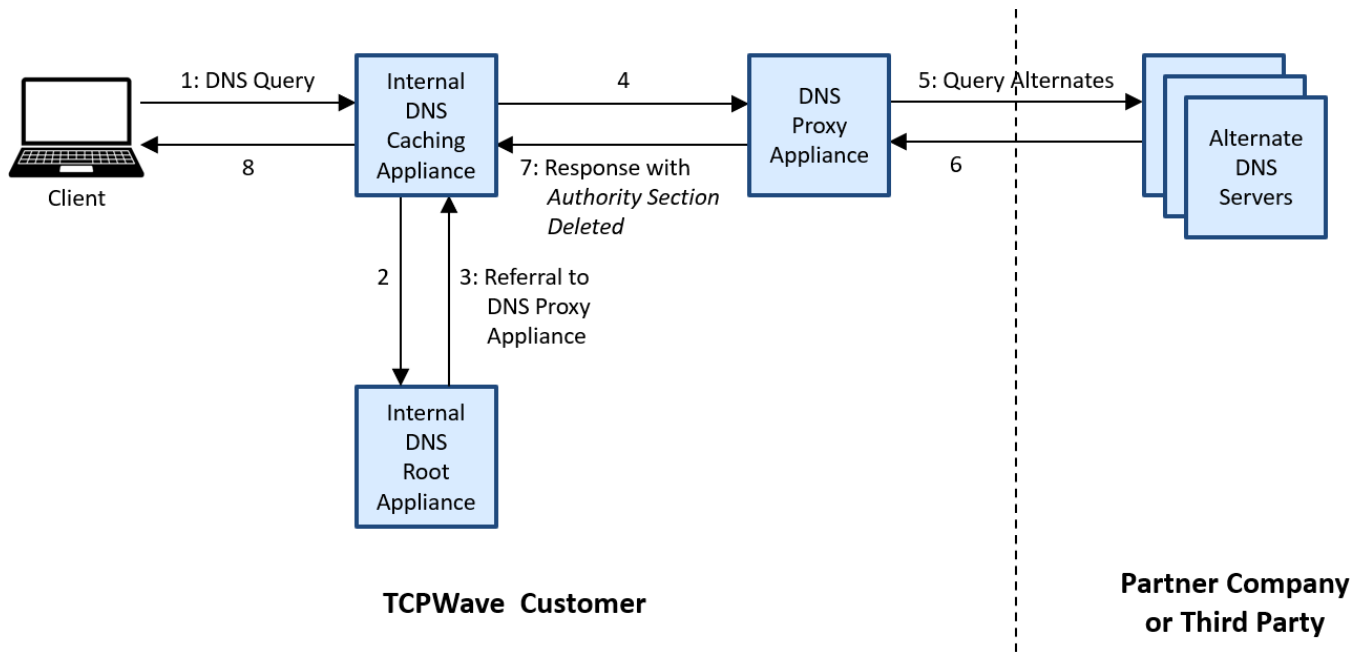 1: DNS Query
Client
8
Internal
DNS
Caching
Appliance
4
7: Response with
Authority Section
Deleted
DNS
Proxy
Appliance
5: Query Alternates
6
Alternate
DNS
Servers
2
3: Referral to
DNS Proxy
Appliance
Internal
DNS
Root
Appliance
TCPWave Customer
Partner Company
or Third Party